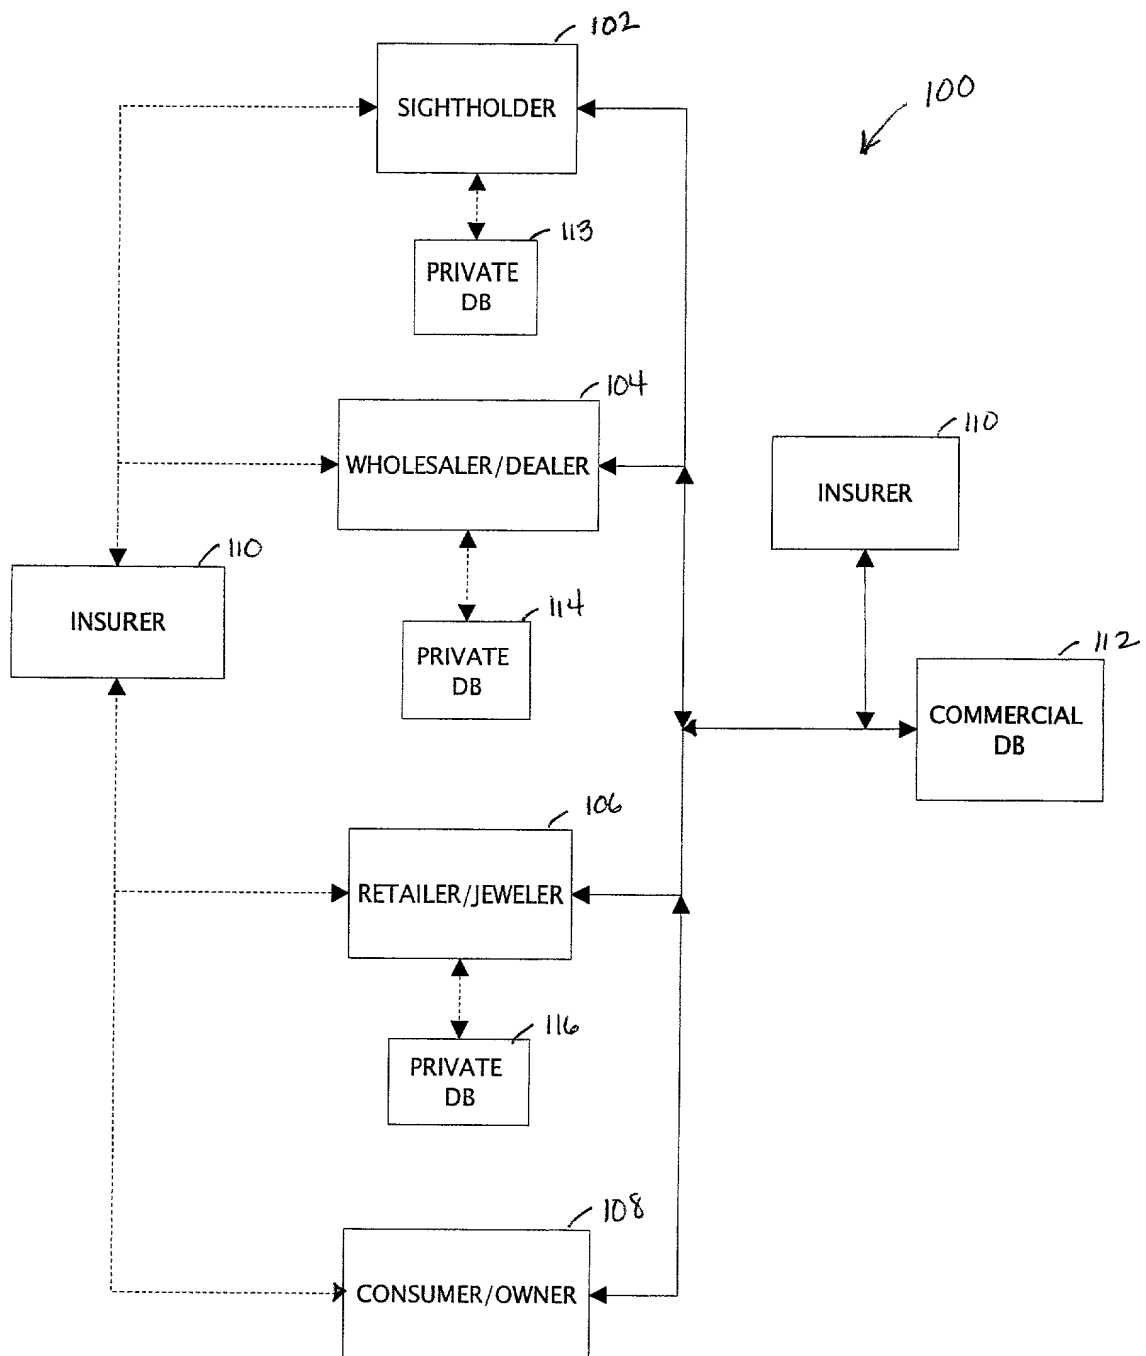 102
SIGHTHOLDER
100
113
PRIVATE
DB
104
WHOLESALER/DEALER
110
INSURER
110
INSURER
114
PRIVATE
DB
112
COMMERCIAL
DB
106
RETAILER/JEWELER
116
PRIVATE
DB
108
CONSUMER/OWNER